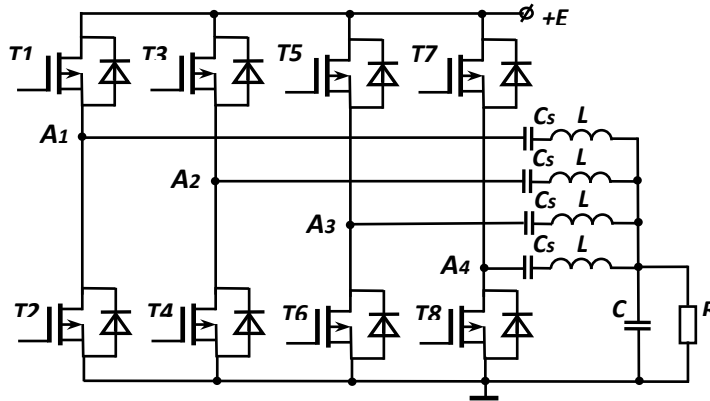 +E
T1 T3 T5 T7
Cs L
A1
Cs L
A2
Cs L
A3
Cs L
A4
T2 T4 T6 T8
C R